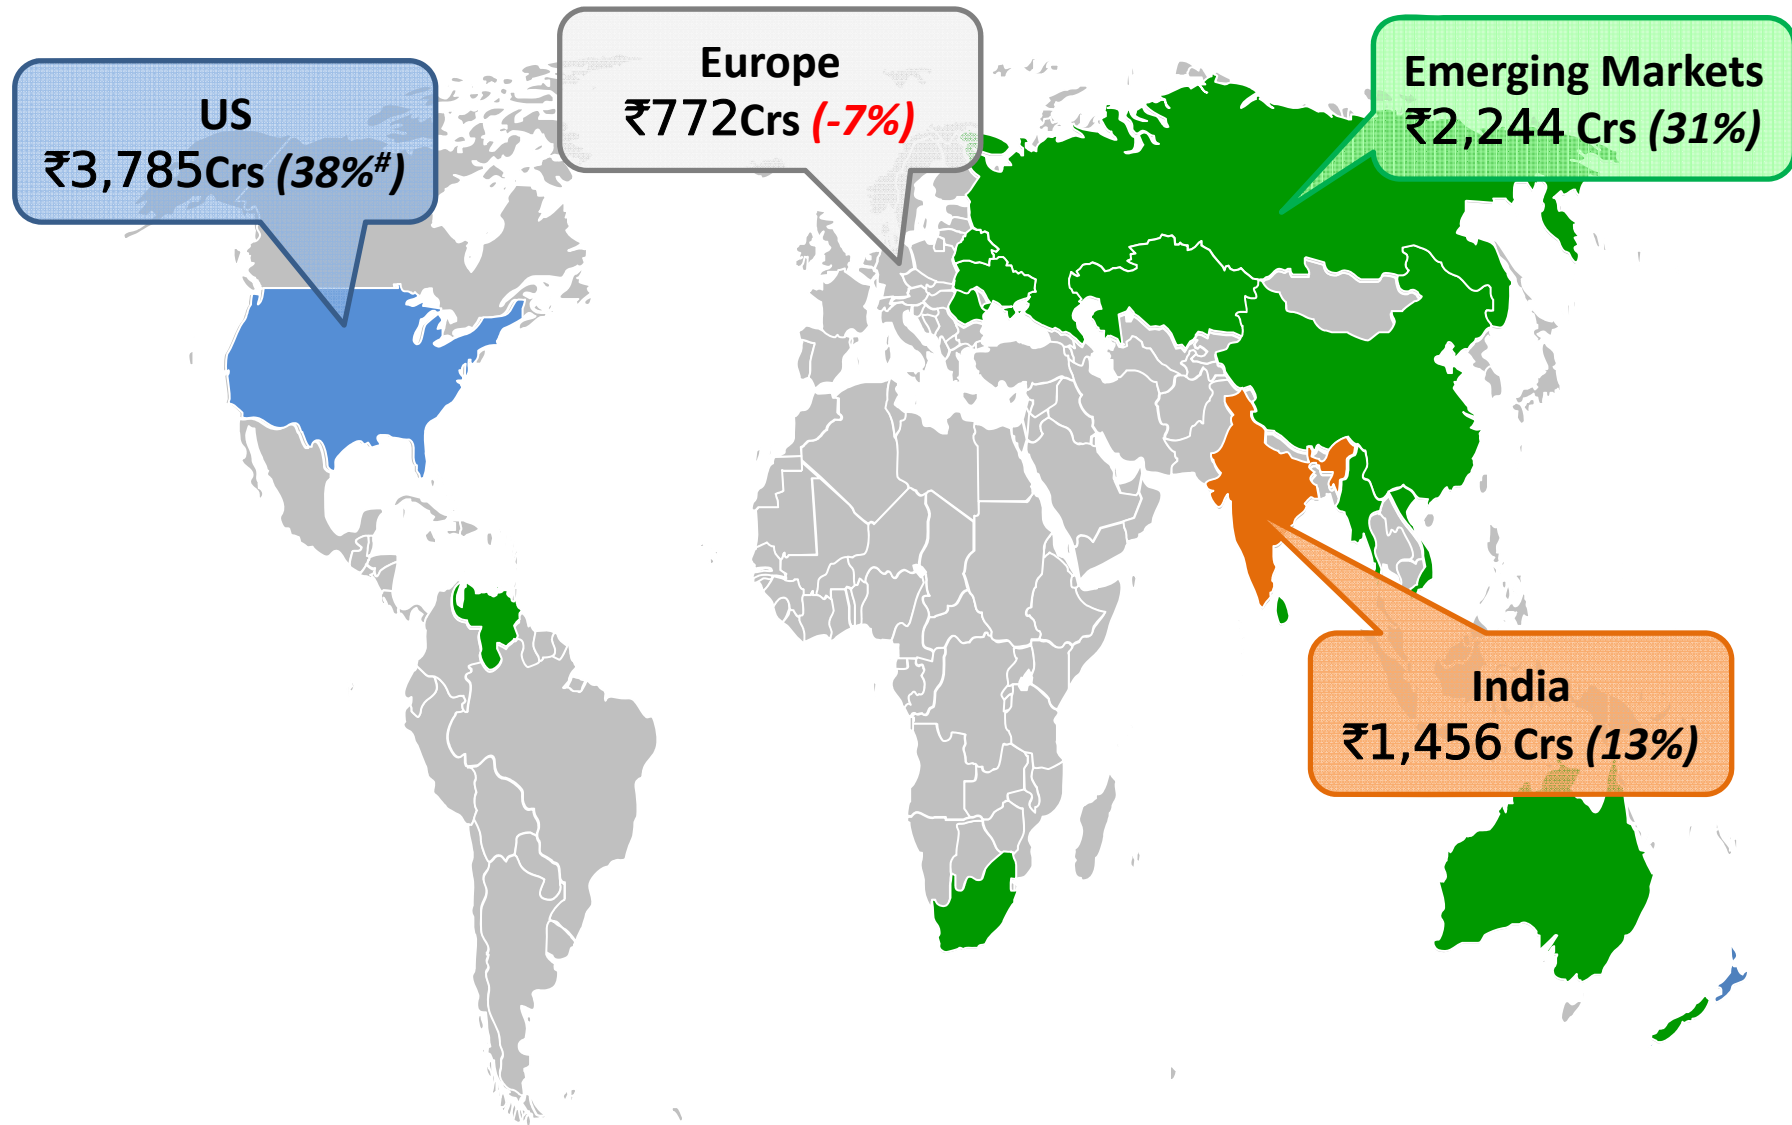 US
₹3,785Crs (38%#)
Europe
₹772Crs (-7%)
Emerging Markets
₹2,244 Crs (31%)
India
₹1,456 Crs (13%)